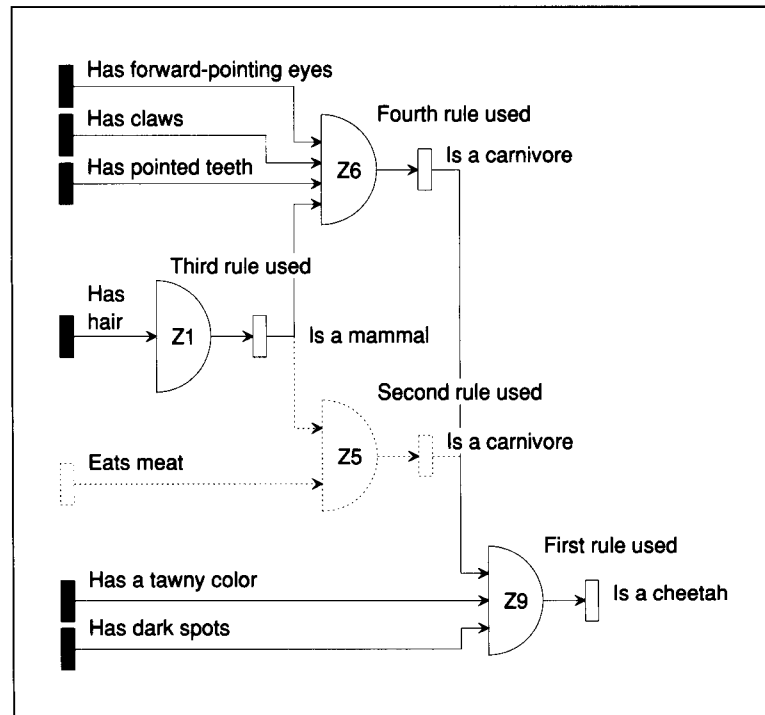 Has forward-pointing eyes
Fourth rule used
Has claws
Is a carnivore
Has pointed teeth
Z6
Third rule used
Has
hair
Z1
Is a mammal
Second rule used
Is a carnivore
Eats meat
Z5
First rule used
Has a tawny color
Is a cheetah
Z9
Has dark spots